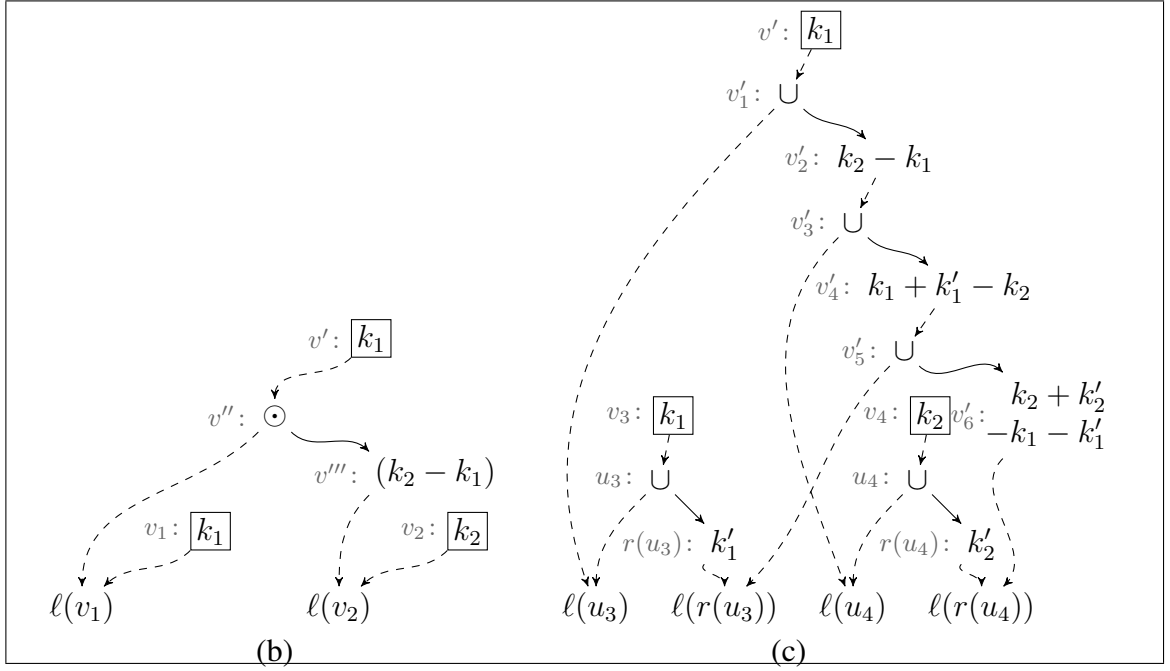 v′: k₁
v′₁: ∪
v′₂: k₂ − k₁
v′₃: ∪
v′₄: k₁ + k′₁ − k₂
v′: k₁
v′₅: ∪
v″: ⊙
v₃: k₁
v₄: k₂
v′₆: k₂ + k′₂
−k₁ − k′₁
v‴: (k₂ − k₁)
u₃: ∪
u₄: ∪
v₁: k₁
v₂: k₂
r(u₃): k′₁
r(u₄): k′₂
ℓ(v₁) ℓ(v₂) ℓ(u₃) ℓ(r(u₃)) ℓ(u₄) ℓ(r(u₄))
(b) (c)